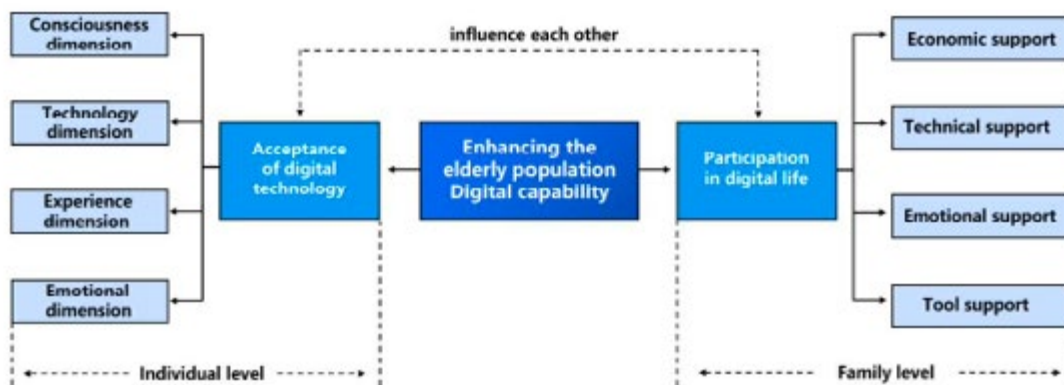 influence each other
Consciousness
dimension
Technology
dimension
Experience
dimension
Emotional
dimension
Acceptance
of digital
technology
Enhancing the
elderly population
Digital capability
Participation
in digital life
Economic support
Technical support
Emotional support
Tool support
Individual level
Family level